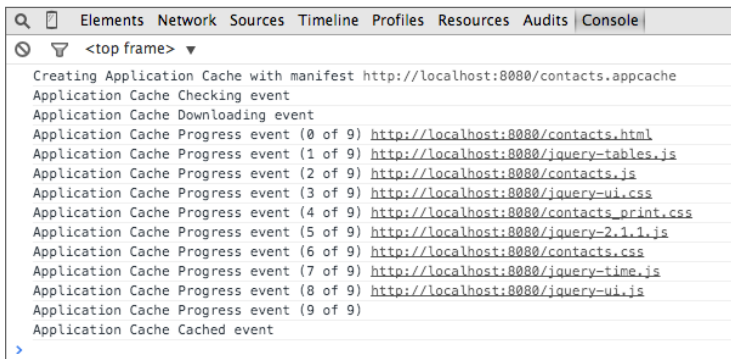 Elements Network Sources Timeline Profiles Resources Audits Console
<top frame> ▼
Creating Application Cache with manifest http://localhost:8080/contacts.appcache
Application Cache Checking event
Application Cache Downloading event
Application Cache Progress event (0 of 9) http://localhost:8080/contacts.html
Application Cache Progress event (1 of 9) http://localhost:8080/jquery-tables.js
Application Cache Progress event (2 of 9) http://localhost:8080/contacts.js
Application Cache Progress event (3 of 9) http://localhost:8080/jquery-ui.css
Application Cache Progress event (4 of 9) http://localhost:8080/contacts_print.css
Application Cache Progress event (5 of 9) http://localhost:8080/jquery-2.1.1.js
Application Cache Progress event (6 of 9) http://localhost:8080/contacts.css
Application Cache Progress event (7 of 9) http://localhost:8080/jquery-time.js
Application Cache Progress event (8 of 9) http://localhost:8080/jquery-ui.js
Application Cache Progress event (9 of 9)
Application Cache Cached event
>